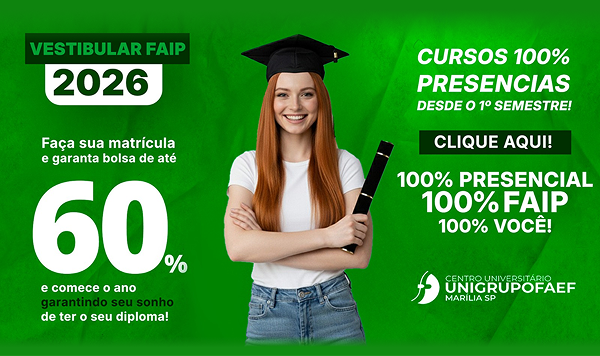 VESTIBULAR FAIP
2026
Faça sua matrícula
e garanta bolsa de até
60%
e comece o ano
garantindo seu sonho
de ter o seu diploma!
CURSOS 100%
PRESENCIAS
DESDE O 1º SEMESTRE!
CLIQUE AQUI!
100% PRESENCIAL
100% FAIP
100% VOCÊ!
CENTRO UNIVERSITÁRIO
UNIGRUPOFAEF
MARÍLIA SP